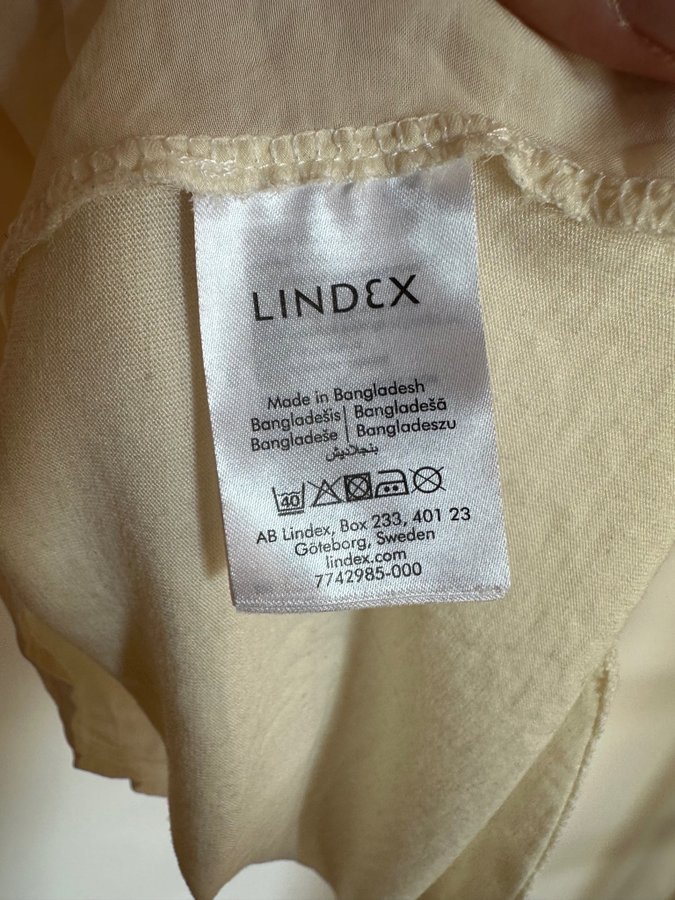 LINDEX
Made in Bangladesh
Bangladešis | Bangladešā
Bangladeše | Bangladeszu
بنجلاديش
40
AB Lindex, Box 233, 401 23
Göteborg, Sweden
lindex.com
7742985-000